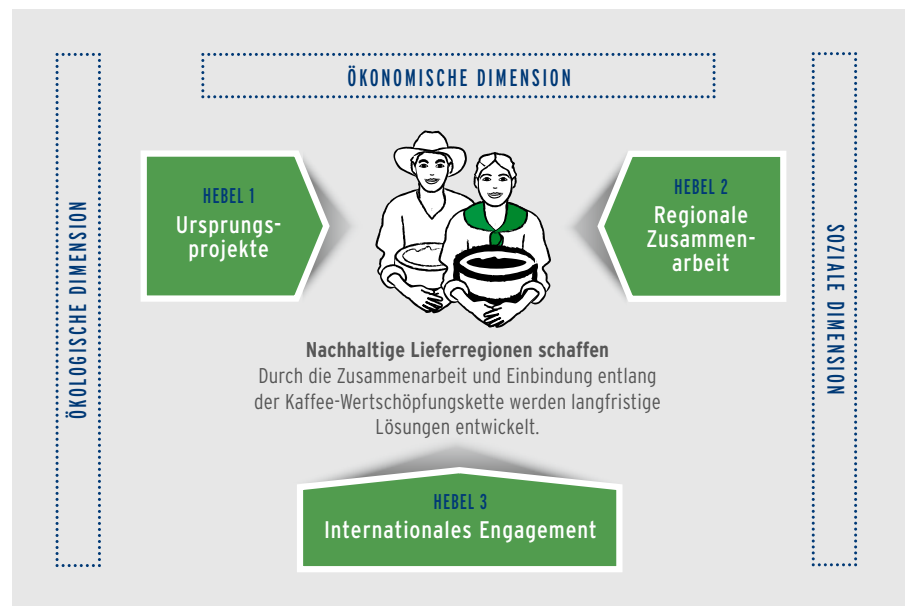 ÖKONOMISCHE DIMENSION
ÖKOLOGISCHE DIMENSION
HEBEL 1
Ursprungs-
projekte
HEBEL 2
Regionale
Zusammen-
arbeit
SOZIALE DIMENSION
Nachhaltige Lieferregionen schaffen
Durch die Zusammenarbeit und Einbindung entlang
der Kaffee-Wertschöpfungskette werden langfristige
Lösungen entwickelt.
HEBEL 3
Internationales Engagement